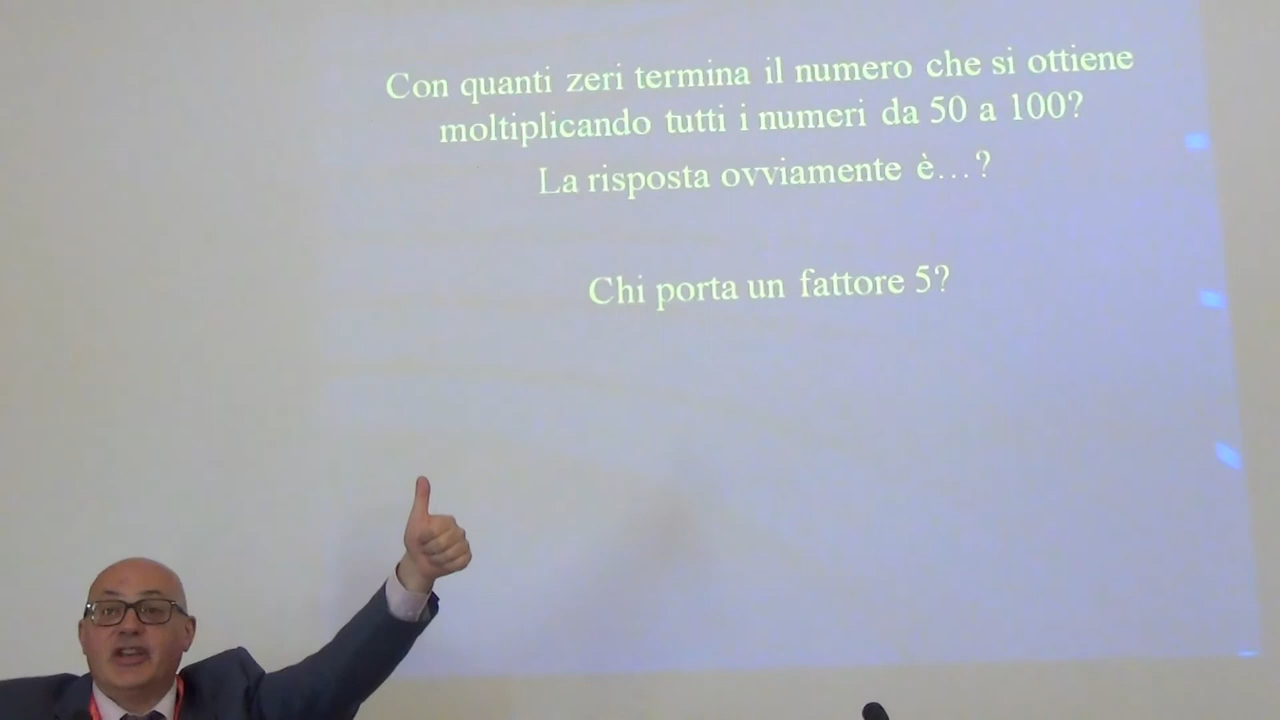 Con quanti zeri termina il numero che si ottiene
moltiplicando tutti i numeri da 50 a 100?
La risposta ovviamente è…?
Chi porta un fattore 5?